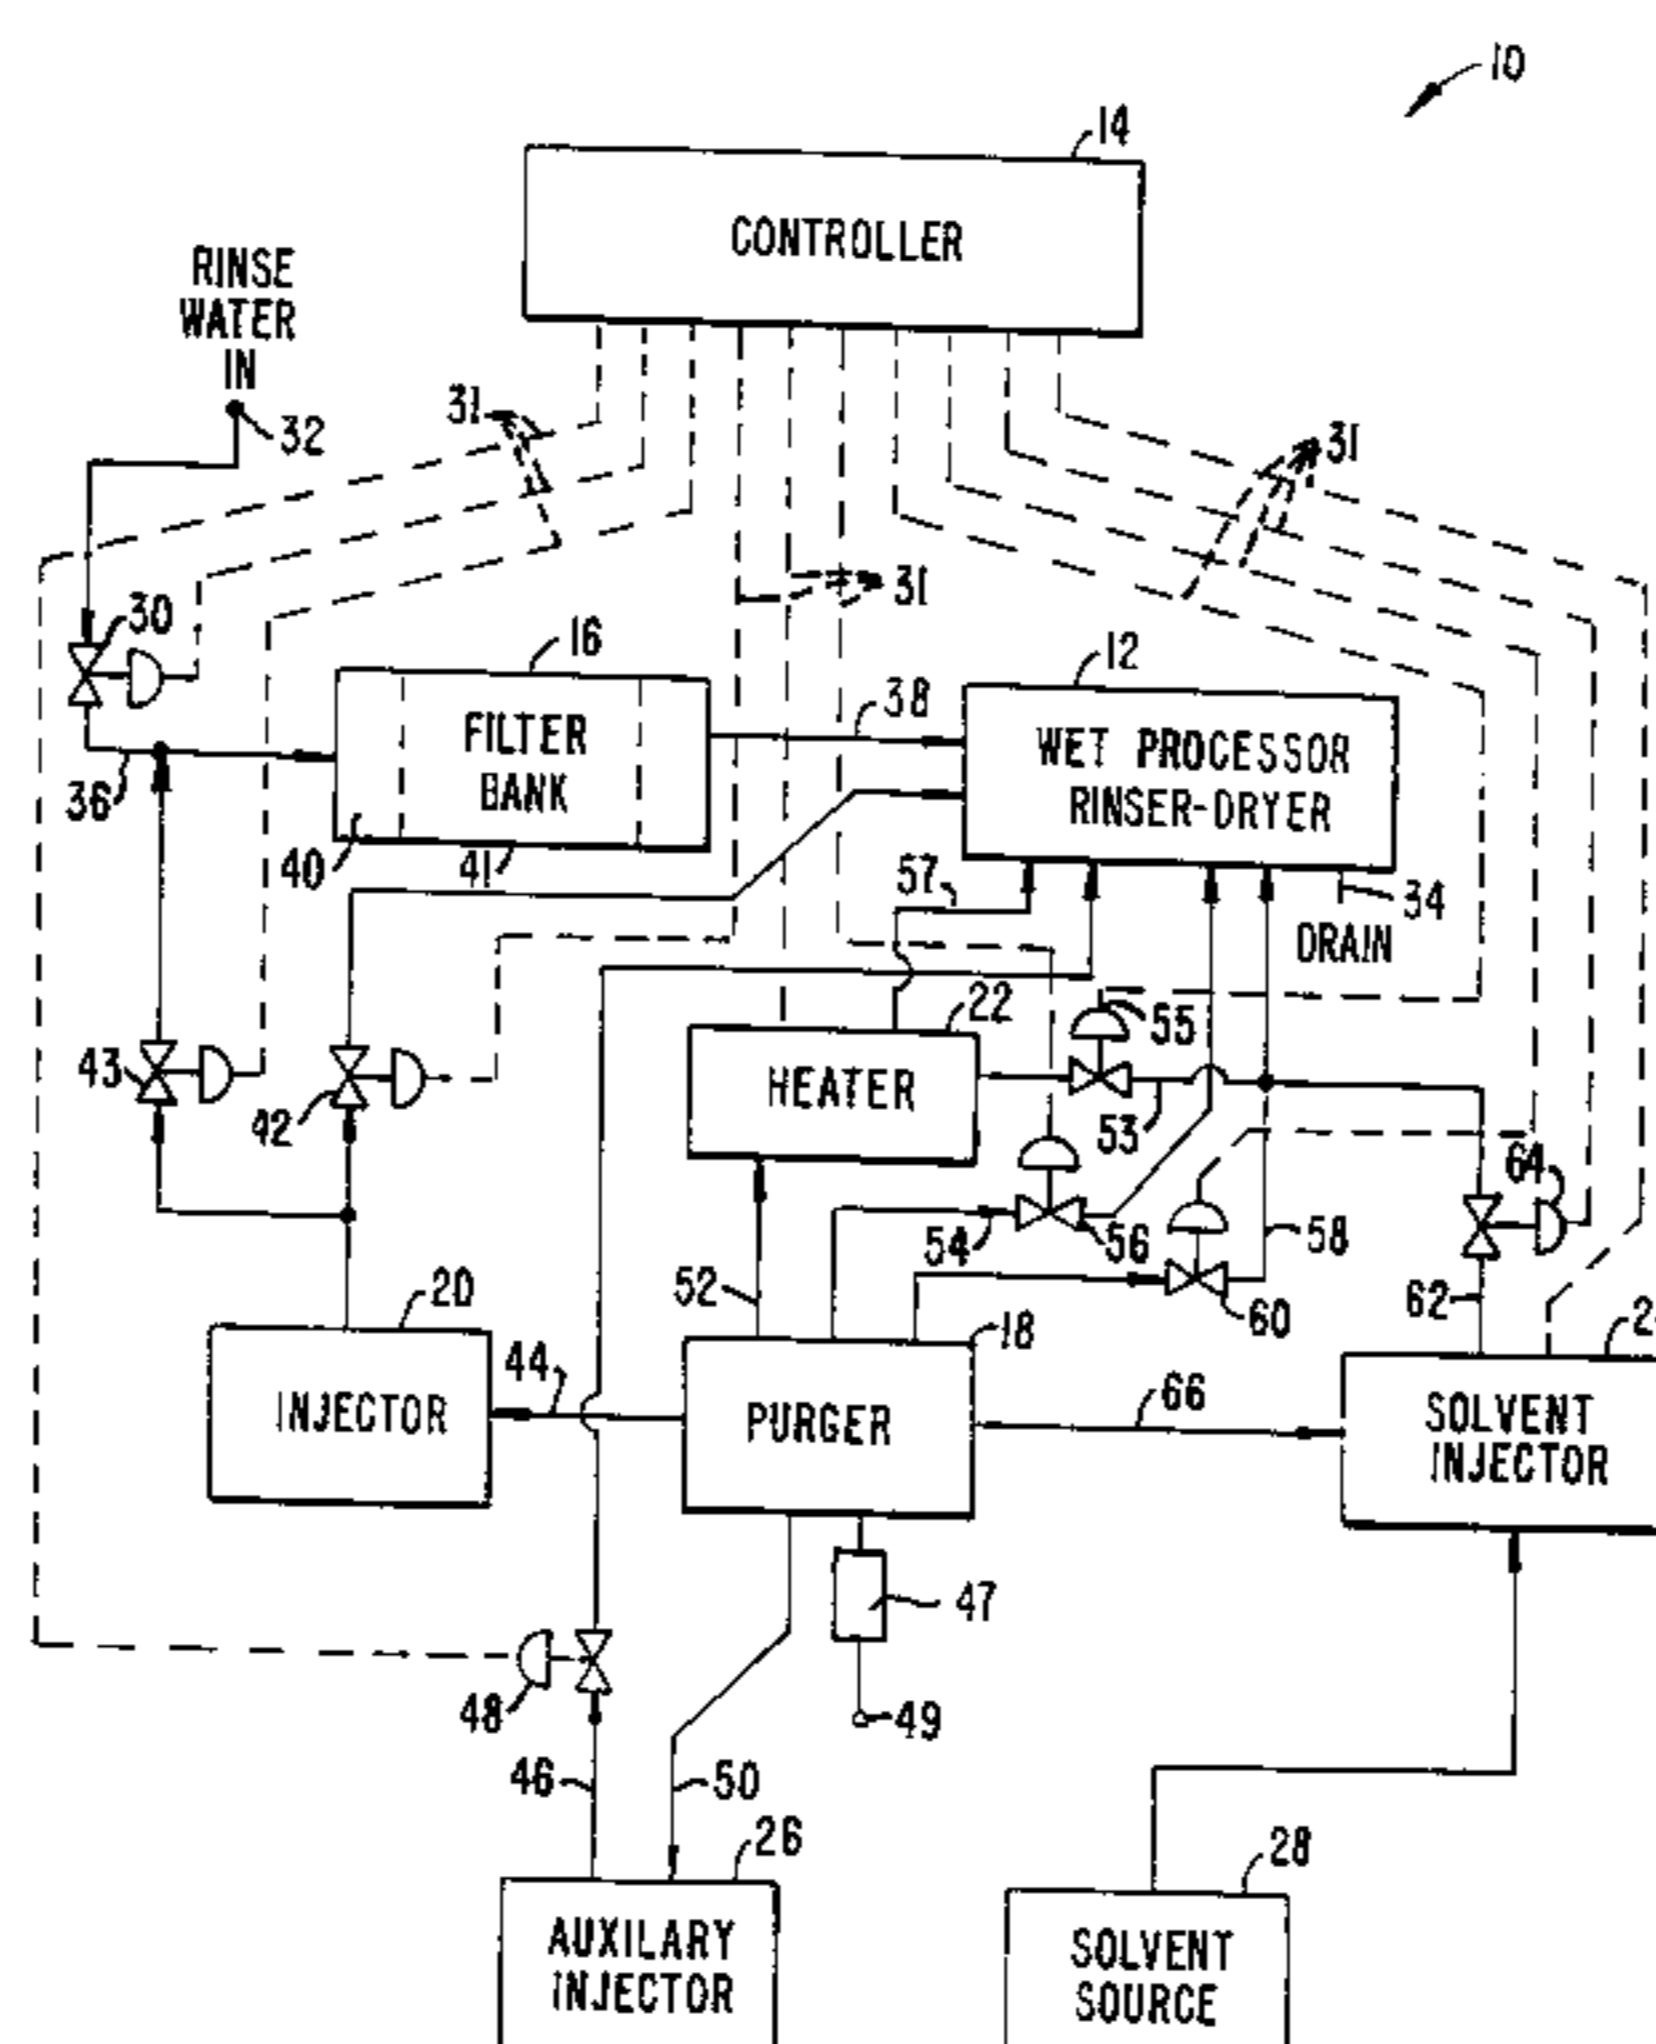 10
14
CONTROLLER
RINSE
WATER
IN
32
31
31
31
30
16
12
38
FILTER
BANK
WET PROCESSOR
RINSER-DRYER
36
40
41
57
34
DRAIN
22
55
43
42
HEATER
53
64
54
56
58
52
60
62
20
18
44
66
INJECTOR
PURGER
SOLVENT
INJECTOR
47
48
49
46
50
26
28
AUXILARY
INJECTOR
SOLVENT
SOURCE